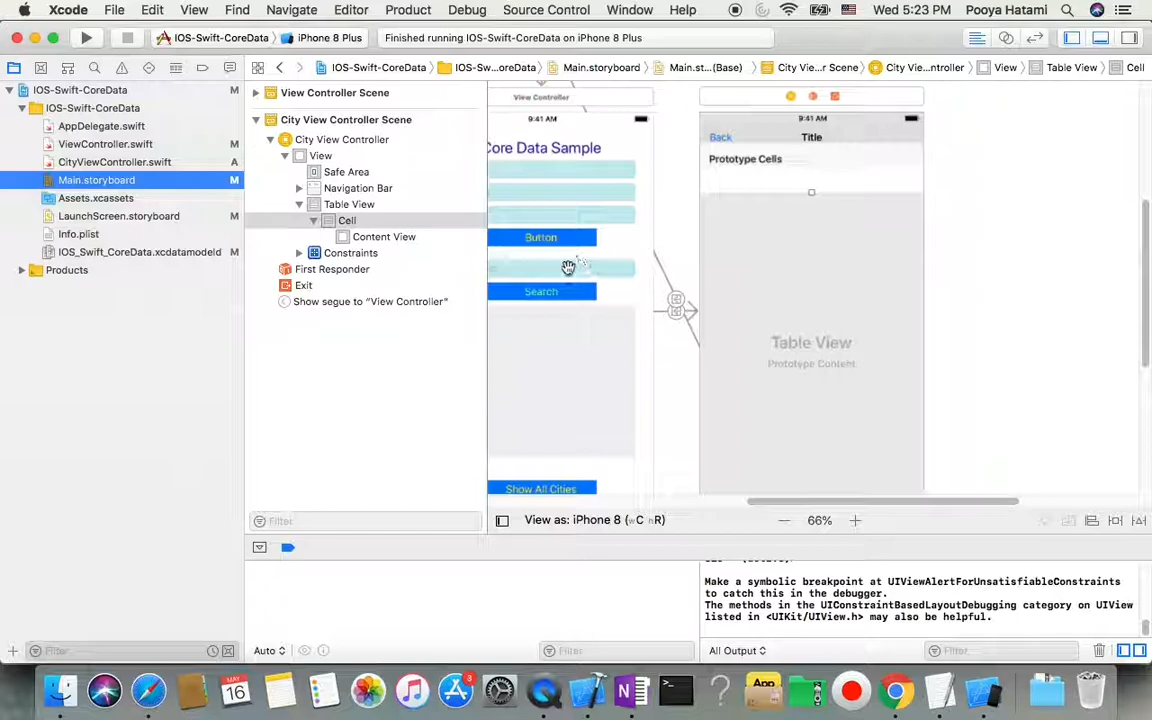 Xcode File Edit View Find Navigate Editor Product Debug Source Control Window Help Wed 5:23 PM Pooya Hatami
IOS-Swift-CoreData iPhone 8 Plus Finished running IOS-Swift-CoreData on iPhone 8 Plus
IOS-Swift-CoreData IOS-Sw...oreData Main.storyboard Main.st...(Base) City Vie...r Scene City Vie...ntroller View Table View Cell
IOS-Swift-CoreData
IOS-Swift-CoreData
AppDelegate.swift
ViewController.swift M
CityViewController.swift A
Main.storyboard M
Assets.xcassets
LaunchScreen.storyboard M
Info.plist
IOS_Swift_CoreData.xcdatamodeld
Products
View Controller Scene
City View Controller Scene
City View Controller
View
Safe Area
Navigation Bar
Table View
Cell
Content View
Constraints
First Responder
Exit
Show segue to “View Controller”
Filter
View Controller
9:41 AM
Core Data Sample
Button
Search
Show All Cities
9:41 AM
Back Title
Prototype Cells
Table View
Prototype Content
View as: iPhone 8 (wC hR) 66%
Make a symbolic breakpoint at UIViewAlertForUnsatisfiableConstraints
to catch this in the debugger.
The methods in the UIConstraintBasedLayoutDebugging category on UIView
listed in <UIKit/UIView.h> may also be helpful.
Filter Auto Filter All Output Filter
MAY
16
3
App